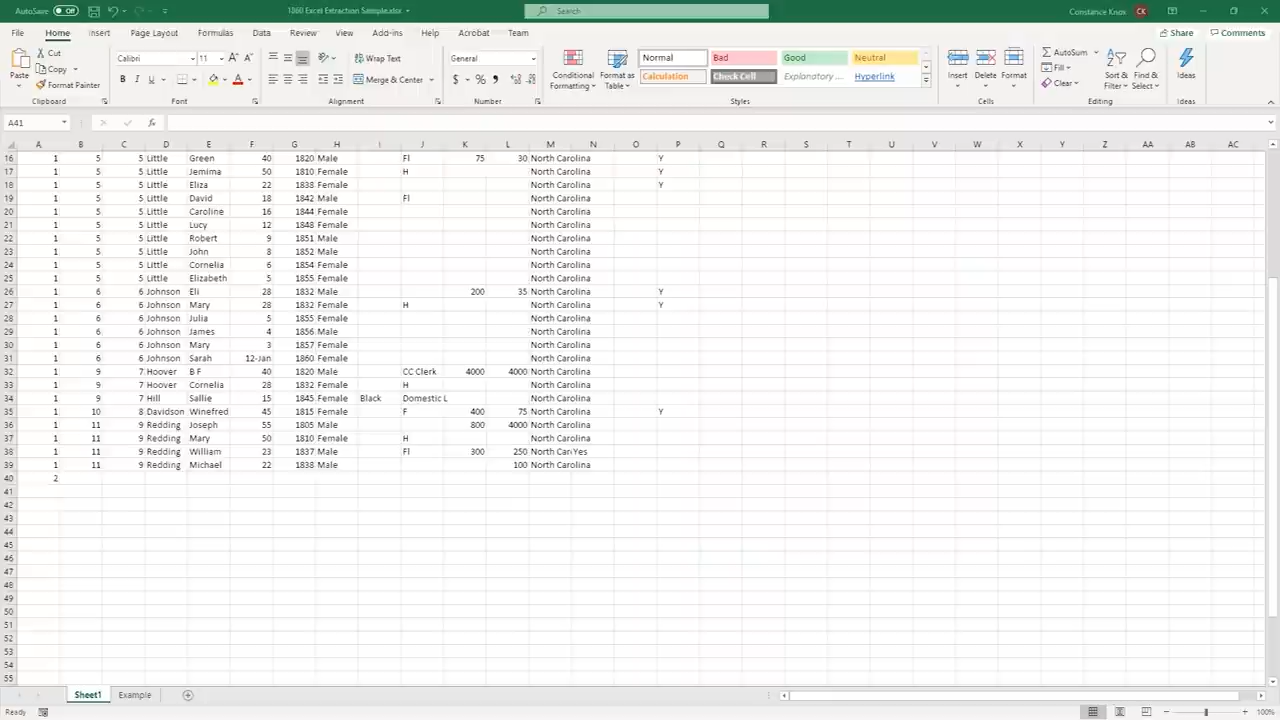 AutoSave Off 1860 Excel Extraction Sample.xlsx Search Constance Knox CK
File Home Insert Page Layout Formulas Data Review View Add-ins Help Acrobat Team Share Comments
Paste Cut Copy Format Painter Clipboard
Calibri 11 B I U Font
Wrap Text Merge & Center Alignment
General $ % Number
Conditional Formatting Format as Table
Normal Bad Good Neutral
Calculation Check Cell Explanatory ... Hyperlink
Styles
Insert Delete Format Cells
AutoSum Fill Clear Sort & Filter Find & Select Editing
Ideas Ideas
A41 fx
A B C D E F G H I J K L M N O P Q R S T U V W X Y Z AA AB AC
16 1 5 5 Little Green 40 1820 Male Fl 75 30 North Carolina Y
17 1 5 5 Little Jemima 50 1810 Female H North Carolina Y
18 1 5 5 Little Eliza 22 1838 Female North Carolina Y
19 1 5 5 Little David 18 1842 Male Fl North Carolina
20 1 5 5 Little Caroline 16 1844 Female North Carolina
21 1 5 5 Little Lucy 12 1848 Female North Carolina
22 1 5 5 Little Robert 9 1851 Male North Carolina
23 1 5 5 Little John 8 1852 Male North Carolina
24 1 5 5 Little Cornelia 6 1854 Female North Carolina
25 1 5 5 Little Elizabeth 5 1855 Female North Carolina
26 1 6 6 Johnson Eli 28 1832 Male 200 35 North Carolina Y
27 1 6 6 Johnson Mary 28 1832 Female H North Carolina Y
28 1 6 6 Johnson Julia 5 1855 Female North Carolina
29 1 6 6 Johnson James 4 1856 Male North Carolina
30 1 6 6 Johnson Mary 3 1857 Female North Carolina
31 1 6 6 Johnson Sarah 12-Jan 1860 Female North Carolina
32 1 9 7 Hoover B F 40 1820 Male CC Clerk 4000 4000 North Carolina
33 1 9 7 Hoover Cornelia 28 1832 Female H North Carolina
34 1 9 7 Hill Sallie 15 1845 Female Black Domestic L North Carolina
35 1 10 8 Davidson Winefred 45 1815 Female F 400 75 North Carolina Y
36 1 11 9 Redding Joseph 55 1805 Male 800 4000 North Carolina
37 1 11 9 Redding Mary 50 1810 Female H North Carolina
38 1 11 9 Redding William 23 1837 Male Fl 300 250 North Car Yes
39 1 11 9 Redding Michael 22 1838 Male 100 North Carolina
40 2
41
42
43
44
45
46
47
48
49
50
51
52
53
54
55
Sheet1 Example
Ready 100%